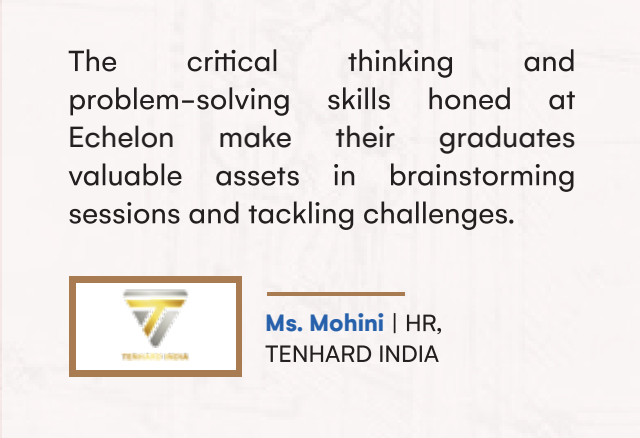 The critical thinking and
problem-solving skills honed at
Echelon make their graduates
valuable assets in brainstorming
sessions and tackling challenges.
TENHARD INDIA
Ms. Mohini | HR,
TENHARD INDIA